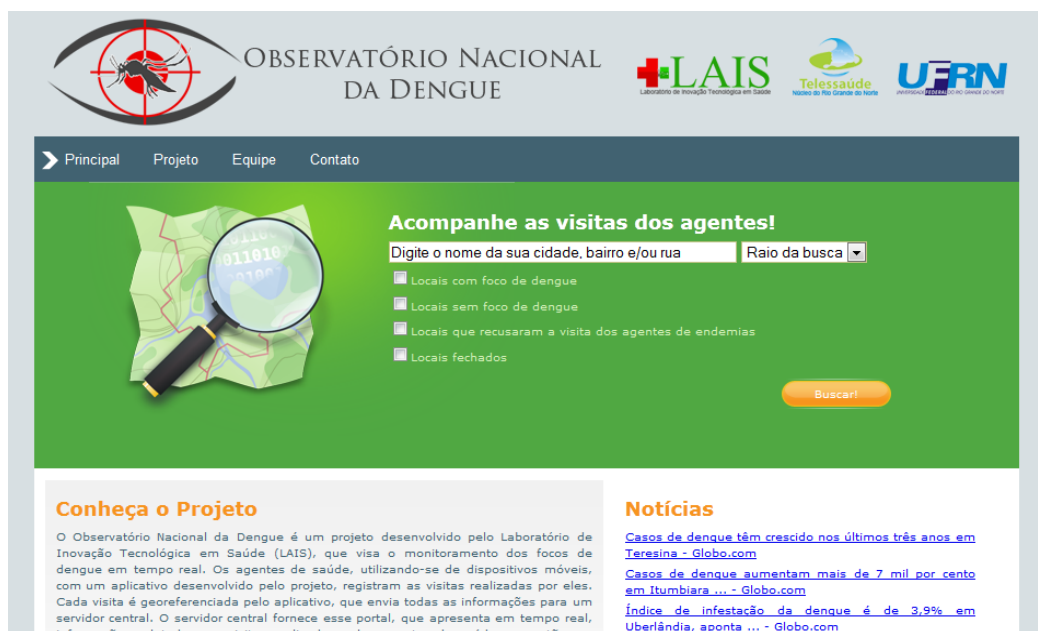 OBSERVATÓRIO NACIONAL
DA DENGUE
LAIS
Laboratório de Inovação Tecnológica em Saúde
Telessaúde
Núcleo do Rio Grande do Norte
UFRN
UNIVERSIDADE FEDERAL DO RIO GRANDE DO NORTE
Principal Projeto Equipe Contato
Acompanhe as visitas dos agentes!
Digite o nome da sua cidade, bairro e/ou rua Raio da busca
Locais com foco de dengue
Locais sem foco de dengue
Locais que recusaram a visita dos agentes de endemias
Locais fechados
Buscar!
Conheça o Projeto
O Observatório Nacional da Dengue é um projeto desenvolvido pelo Laboratório de
Inovação Tecnológica em Saúde (LAIS), que visa o monitoramento dos focos de
dengue em tempo real. Os agentes de saúde, utilizando-se de dispositivos móveis,
com um aplicativo desenvolvido pelo projeto, registram as visitas realizadas por eles.
Cada visita é georeferenciada pelo aplicativo, que envia todas as informações para um
servidor central. O servidor central fornece esse portal, que apresenta em tempo real,
Notícias
Casos de dengue têm crescido nos últimos três anos em
Teresina - Globo.com
Casos de dengue aumentam mais de 7 mil por cento
em Itumbiara ... - Globo.com
Índice de infestação da dengue é de 3,9% em
Uberlândia, aponta ... - Globo.com